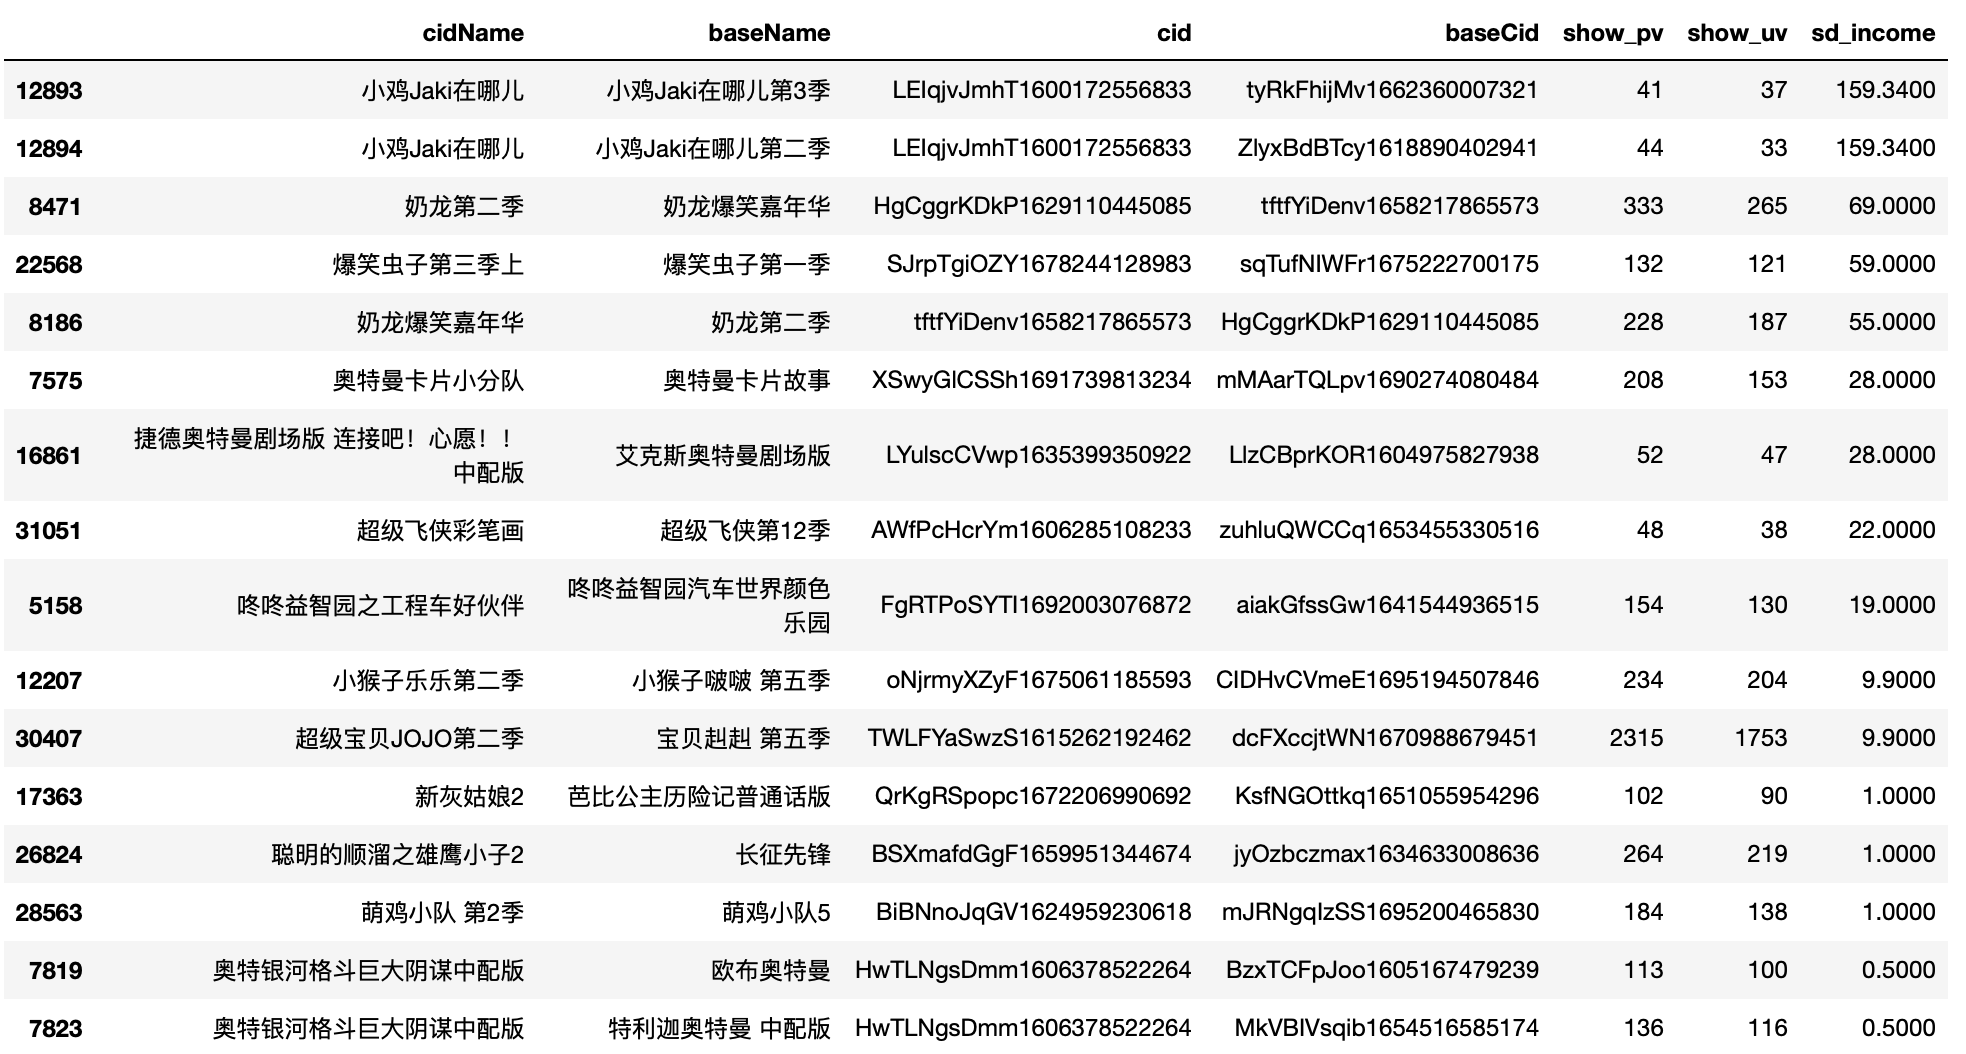 cidName baseName cid baseCid show_pv show_uv sd_income
12893 小鸡Jaki在哪儿 小鸡Jaki在哪儿第3季 LEIqjvJmhT1600172556833 tyRkFhijMv1662360007321 41 37 159.3400
12894 小鸡Jaki在哪儿 小鸡Jaki在哪儿第二季 LEIqjvJmhT1600172556833 ZlyxBdBTcy1618890402941 44 33 159.3400
8471 奶龙第二季 奶龙爆笑嘉年华 HgCggrKDkP1629110445085 tftfYiDenv1658217865573 333 265 69.0000
22568 爆笑虫子第三季上 爆笑虫子第一季 SJrpTgiOZY1678244128983 sqTufNIWFr1675222700175 132 121 59.0000
8186 奶龙爆笑嘉年华 奶龙第二季 tftfYiDenv1658217865573 HgCggrKDkP1629110445085 228 187 55.0000
7575 奥特曼卡片小分队 奥特曼卡片故事 XSwyGlCSSh1691739813234 mMAarTQLpv1690274080484 208 153 28.0000
捷德奥特曼剧场版 连接吧！心愿！！
16861 中配版 艾克斯奥特曼剧场版 LYulscCVwp1635399350922 LlzCBprKOR1604975827938 52 47 28.0000
31051 超级飞侠彩笔画 超级飞侠第12季 AWfPcHcrYm1606285108233 zuhluQWCCq1653455330516 48 38 22.0000
咚咚益智园汽车世界颜色
5158 咚咚益智园之工程车好伙伴 乐园 FgRTPoSYTl1692003076872 aiakGfssGw1641544936515 154 130 19.0000
12207 小猴子乐乐第二季 小猴子啵啵 第五季 oNjrmyXZyF1675061185593 CIDHvCVmeE1695194507846 234 204 9.9000
30407 超级宝贝JOJO第二季 宝贝赳赳 第五季 TWLFYaSwzS1615262192462 dcFXccjtWN1670988679451 2315 1753 9.9000
17363 新灰姑娘2 芭比公主历险记普通话版 QrKgRSpopc1672206990692 KsfNGOttkq1651055954296 102 90 1.0000
26824 聪明的顺溜之雄鹰小子2 长征先锋 BSXmafdGgF1659951344674 jyOzbczmax1634633008636 264 219 1.0000
28563 萌鸡小队 第2季 萌鸡小队5 BiBNnoJqGV1624959230618 mJRNgqIzSS1695200465830 184 138 1.0000
7819 奥特银河格斗巨大阴谋中配版 欧布奥特曼 HwTLNgsDmm1606378522264 BzxTCFpJoo1605167479239 113 100 0.5000
7823 奥特银河格斗巨大阴谋中配版 特利迦奥特曼 中配版 HwTLNgsDmm1606378522264 MkVBIVsqib1654516585174 136 116 0.5000